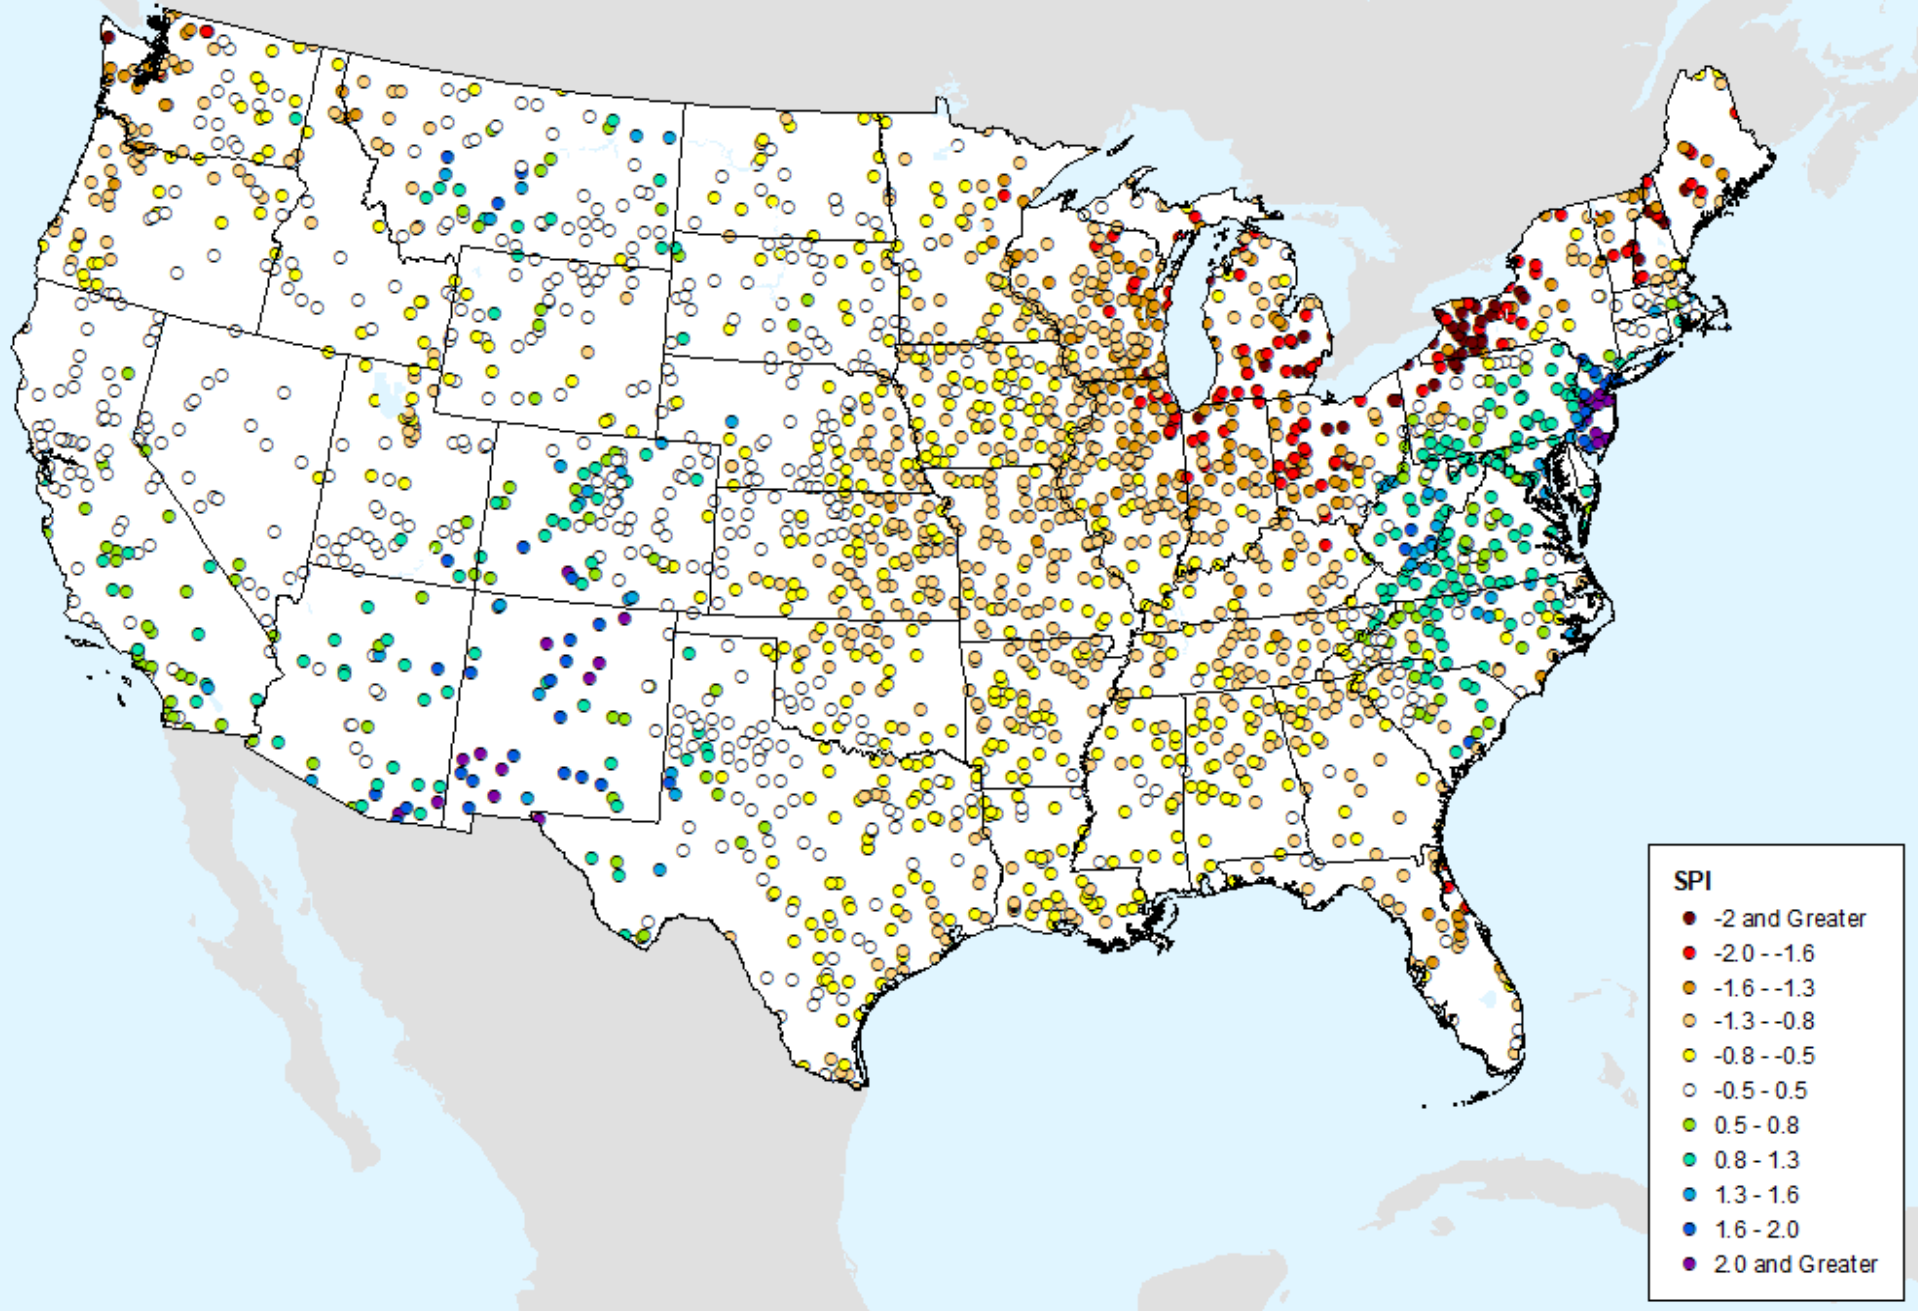 SPI
-2 and Greater
-2.0 - -1.6
-1.6 - -1.3
-1.3 - -0.8
-0.8 - -0.5
-0.5 - 0.5
0.5 - 0.8
0.8 - 1.3
1.3 - 1.6
1.6 - 2.0
2.0 and Greater